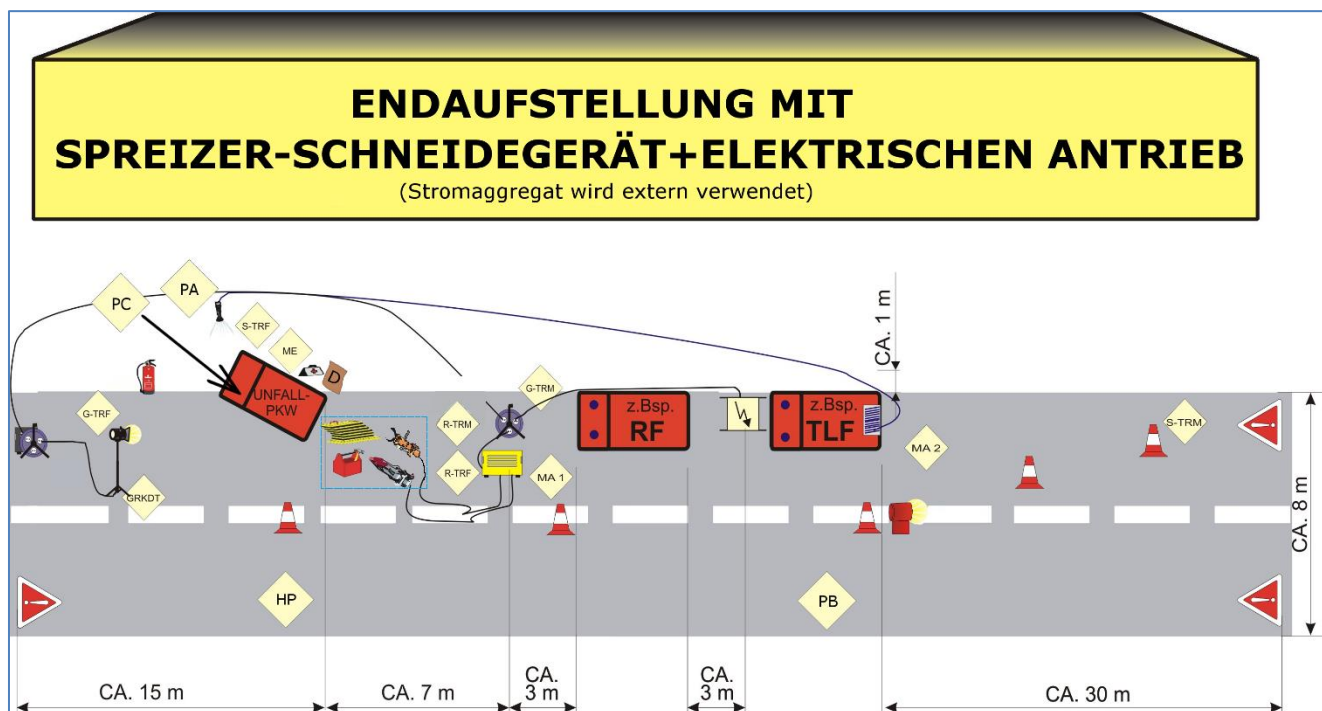 ENDAUFSTELLUNG MIT
SPREIZER-SCHNEIDEGERÄT+ELEKTRISCHEN ANTRIEB
(Stromaggregat wird extern verwendet)
PC
PA
S-TRF
ME
D
UNFALL-
PKW
G-TRF
GRKDT
R-TRM
R-TRF
G-TRM
MA 1
z.Bsp.
RF
z.Bsp.
TLF
CA. 1 m
MA 2
S-TRM
CA. 8 m
HP
PB
CA. 15 m
CA. 7 m
CA.
3 m
CA.
3 m
CA. 30 m